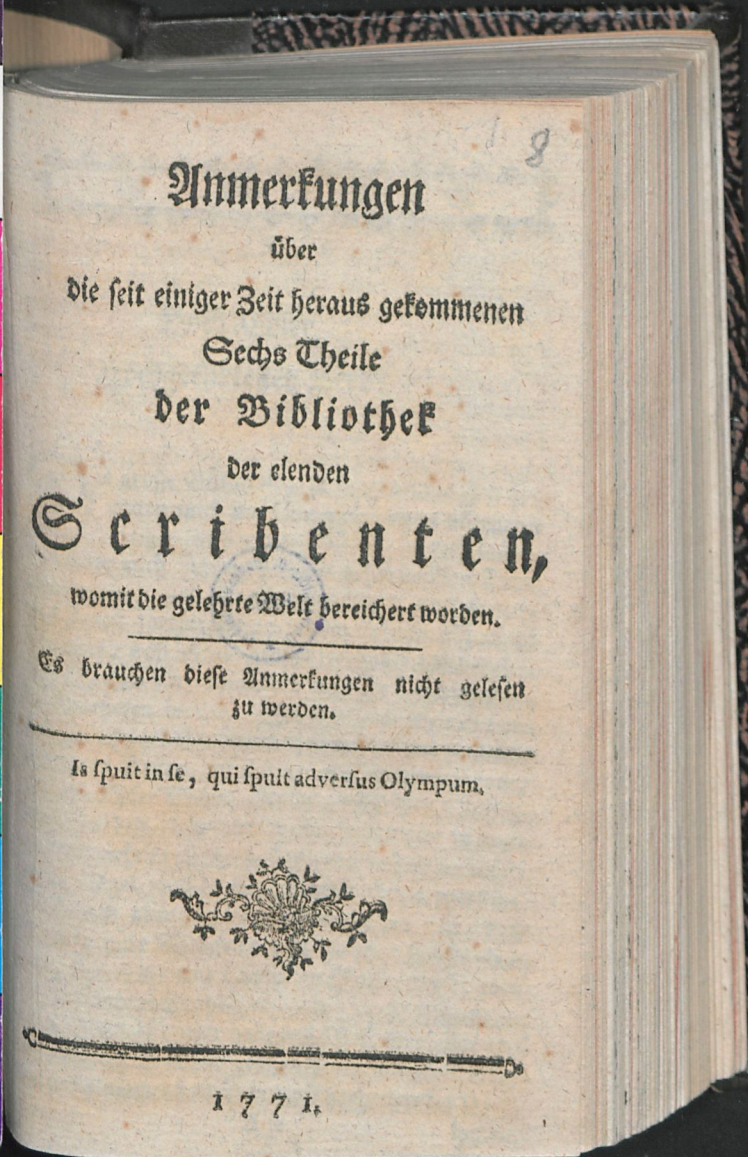 8
Anmerkungen
über
die seit einiger Zeit heraus gekommenen
Sechs Theile
der Bibliothek
der elenden
Scribenten,
womit die gelehrte Welt bereichert worden.
Es brauchen diese Anmerkungen nicht gelesen
zu werden.
Is ſpuit in ſe, qui ſpuit adverſus Olympum.
1771.